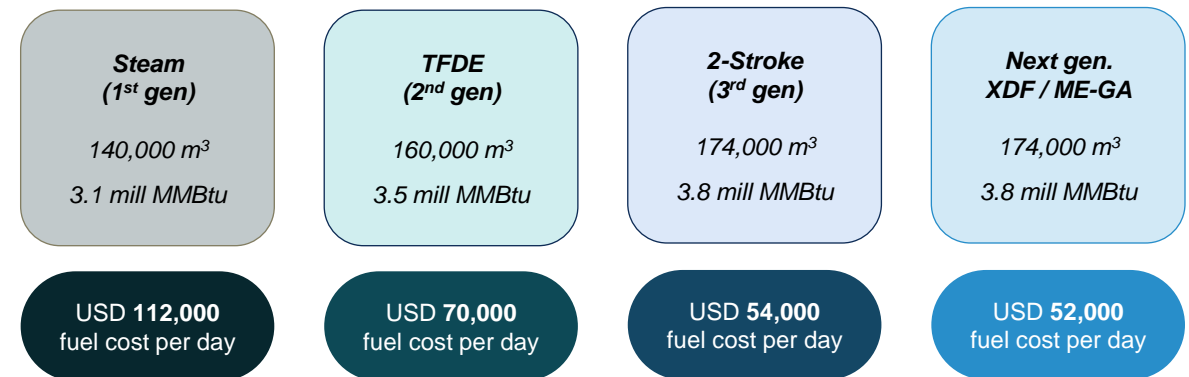 Steam
(1st gen)
140,000 m3
3.1 mill MMBtu
USD 112,000
fuel cost per day
TFDE
(2nd gen)
160,000 m3
3.5 mill MMBtu
USD 70,000
fuel cost per day
2-Stroke
(3rd gen)
174,000 m3
3.8 mill MMBtu
USD 54,000
fuel cost per day
Next gen.
XDF / ME-GA
174,000 m3
3.8 mill MMBtu
USD 52,000
fuel cost per day